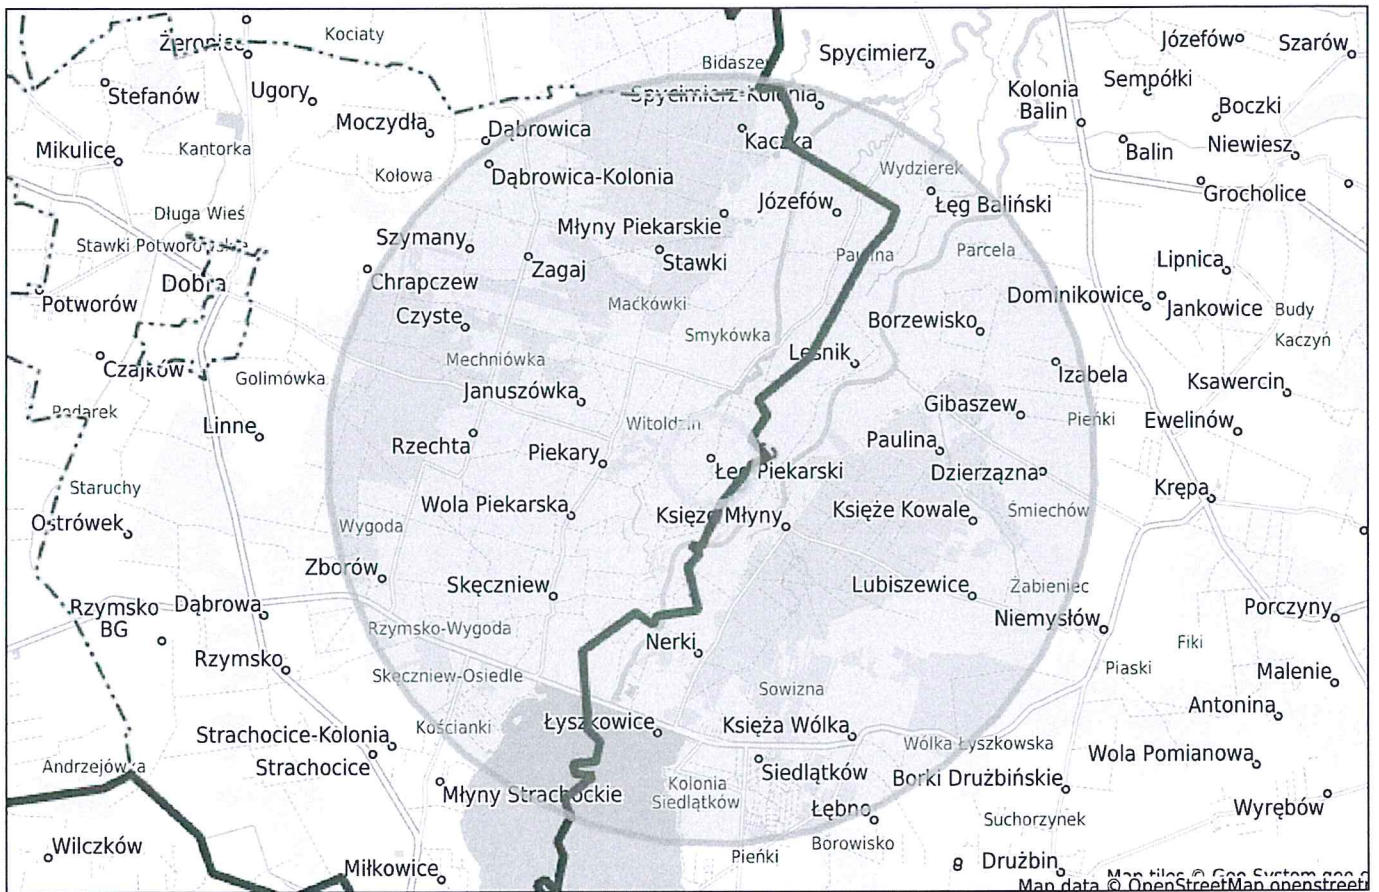 Kociaty
Żeronice
Bidaszew
Spycimierz
Józefów
Szarów
Stefanów
Ugory
Spycimierz-Kolonia
Kolonia
Balin
Sempółki
Boczki
Moczydła
Dąbrowica
Kaczka
Mikulice
Kantorka
Balin
Niewiesz
Kołowa
Dąbrowica-Kolonia
Wydzierek
Grocholice
Długa Wieś
Młyny Piekarskie
Józefów
Łęg Baliński
Stawki Potworowskie
Szymany
Zagaj
Stawki
Paulina
Parcela
Lipnica
Dobra
Chrapczew
Potworów
Czyste
Maćkówki
Dominikowice
Jankowice
Budy
Smykówka
Borzewisko
Kaczyń
Czajków
Mechniówka
Leśnik
Golimówka
Januszówka
Izabela
Ksawercin
Podarek
Linne
Witoldzin
Gibaszew
Pieńki
Ewelinów
Rzechta
Piekary
Łęg Piekarski
Paulina
Dzierzązna
Staruchy
Krępa
Ostrówek
Wola Piekarska
Wygoda
Księże Młyny
Księże Kowale
Śmiechów
Zborów
Skęczniew
Lubiszewice
Żabieniec
Rzymsko
BG
Dąbrowa
Niemysłów
Porczyny
Rzymsko-Wygoda
Nerki
Fiki
Rzymsko
Skęczniew-Osiedle
Sowizna
Piaski
Malenie
Strachocice-Kolonia
Kościanki
Łyszkowice
Księża Wólka
Antonina
Wólka Łyszkowska
Andrzejówka
Strachocice
Siedlątków
Wola Pomianowa
Młyny Strachockie
Kolonia
Siedlątków
Borki Drużbińskie
Łębno
Wyrębów
Suchorzynek
Wilczków
Borowisko
Pieńki
Miłkowice
Drużbin
Map tiles © Geo-System
Map data © OpenStreetMap